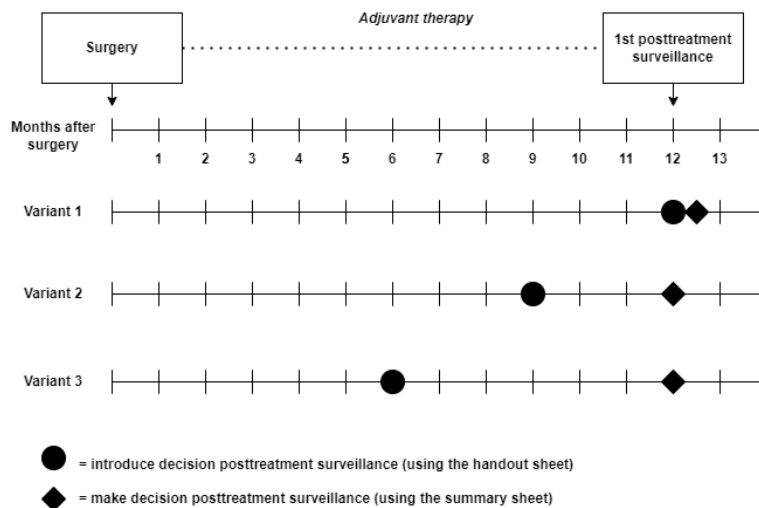 Adjuvant therapy
Surgery
1st posttreatment
surveillance
Months after
surgery
1 2 3 4 5 6 7 8 9 10 11 12 13
Variant 1
Variant 2
Variant 3
= introduce decision posttreatment surveillance (using the handout sheet)
= make decision posttreatment surveillance (using the summary sheet)